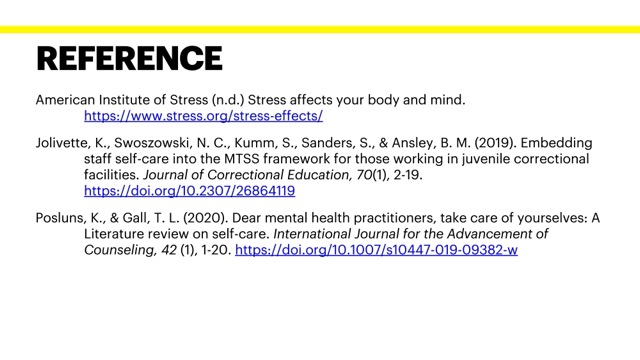 REFERENCE
American Institute of Stress (n.d.) Stress affects your body and mind.
https://www.stress.org/stress-effects/
Jolivette, K., Swoszowski, N. C., Kumm, S., Sanders, S., & Ansley, B. M. (2019). Embedding
staff self-care into the MTSS framework for those working in juvenile correctional
facilities. Journal of Correctional Education, 70(1), 2-19.
https://doi.org/10.2307/26864119
Posluns, K., & Gall, T. L. (2020). Dear mental health practitioners, take care of yourselves: A
Literature review on self-care. International Journal for the Advancement of
Counseling, 42 (1), 1-20. https://doi.org/10.1007/s10447-019-09382-w